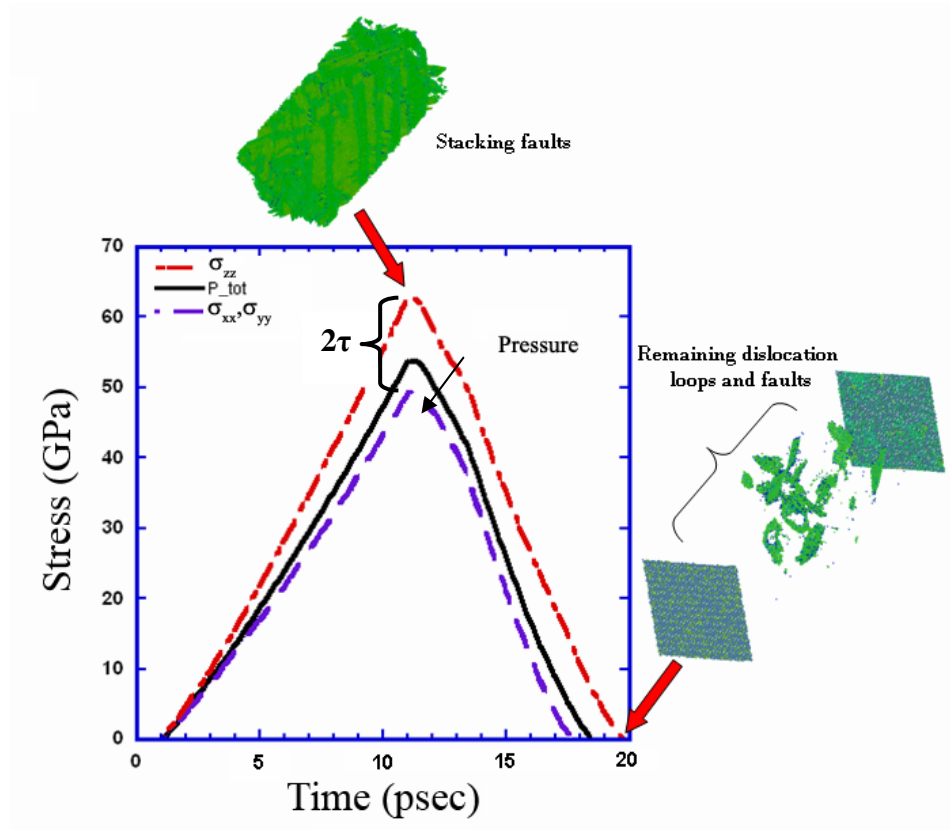 Stacking faults
70
60
50
40
30
20
10
0
σzz
P_tot
σxx,σyy
2τ
Pressure
Remaining dislocation
loops and faults
Stress (GPa)
0 5 10 15 20
Time (psec)